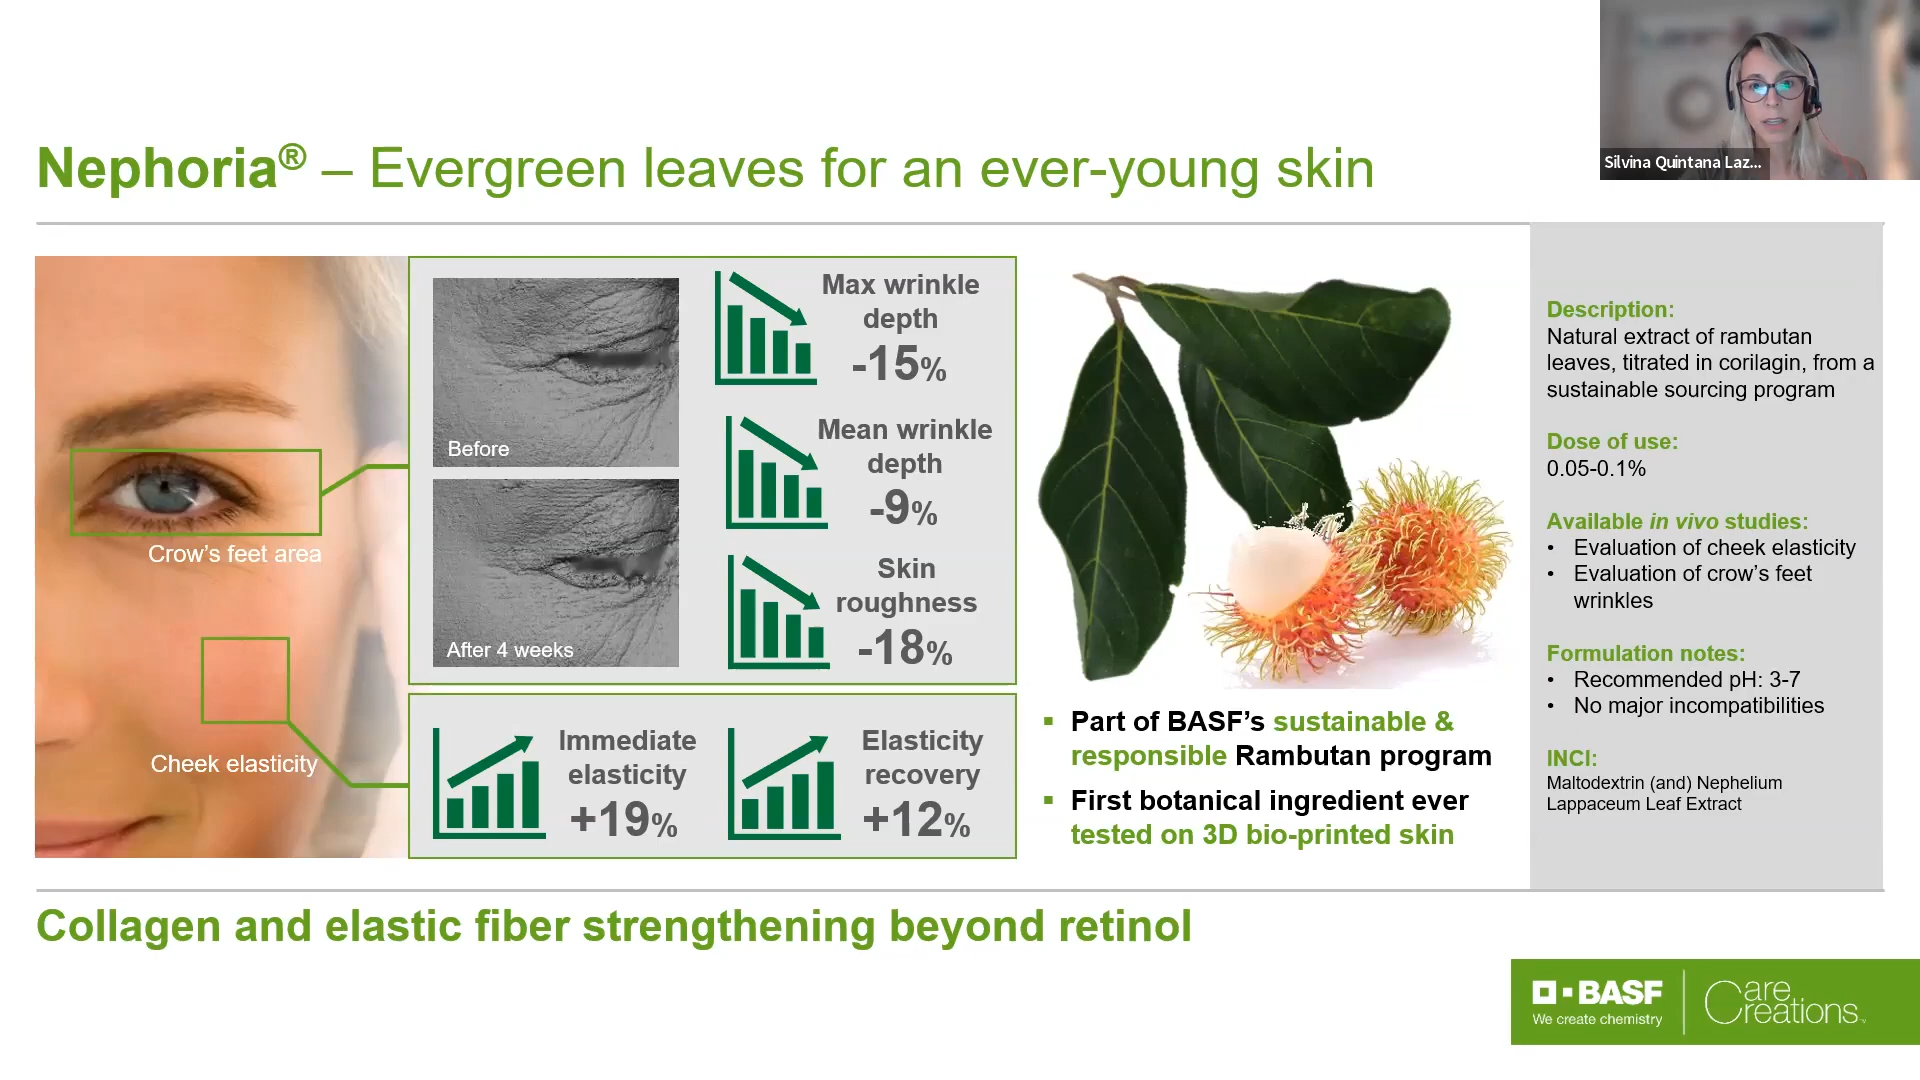 Silvina Quintana Laz...
Nephoria® – Evergreen leaves for an ever-young skin
Crow's feet area
Cheek elasticity
Before
After 4 weeks
Max wrinkle
depth
-15%
Mean wrinkle
depth
-9%
Skin
roughness
-18%
Immediate
elasticity
+19%
Elasticity
recovery
+12%
▪ Part of BASF's sustainable &
responsible Rambutan program
▪ First botanical ingredient ever
tested on 3D bio-printed skin
Description:
Natural extract of rambutan
leaves, titrated in corilagin, from a
sustainable sourcing program
Dose of use:
0.05-0.1%
Available in vivo studies:
• Evaluation of cheek elasticity
• Evaluation of crow's feet
wrinkles
Formulation notes:
• Recommended pH: 3-7
• No major incompatibilities
INCI:
Maltodextrin (and) Nephelium
Lappaceum Leaf Extract
Collagen and elastic fiber strengthening beyond retinol
BASF
We create chemistry
Care
Creations